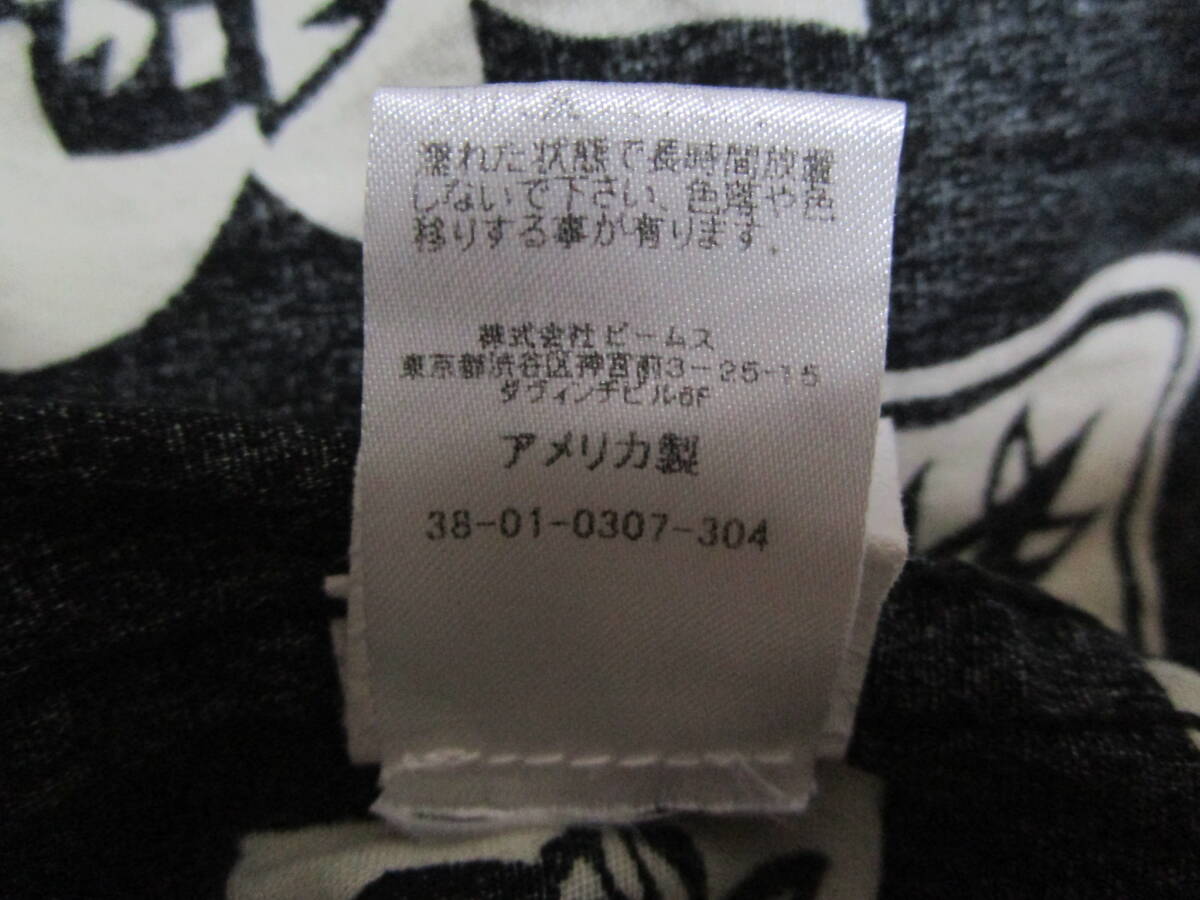 濡れた状態で長時間放置
しないで下さい、色落や色
移りする事が有ります。
株式会社ビームス
東京都渋谷区神宮前3-25-15
ダヴィンチビル6F
アメリカ製
38-01-0307-304